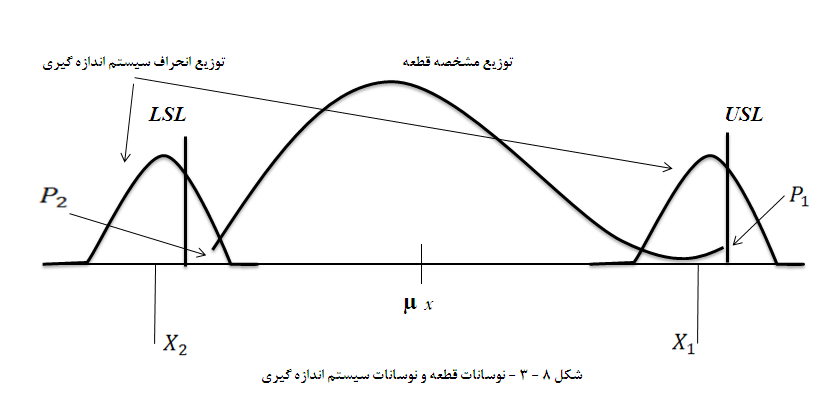 توزیع انحراف سیستم اندازه گیری
توزیع مشخصه قطعه
LSL
USL
P₂
P₁
μ x
X₂
X₁
شکل ۸ - ۳ - نوسانات قطعه و نوسانات سیستم اندازه گیری